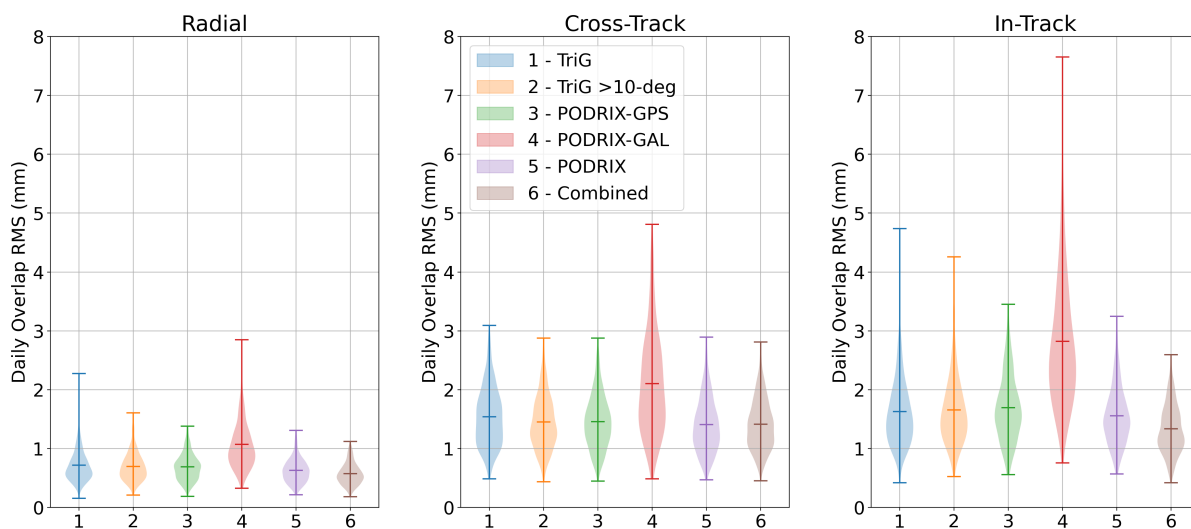 Radial
Cross-Track
In-Track
Daily Overlap RMS (mm)
8
7
6
5
4
3
2
1
0
1 2 3 4 5 6
Daily Overlap RMS (mm)
8
7
6
5
4
3
2
1
0
1 - TriG
2 - TriG >10-deg
3 - PODRIX-GPS
4 - PODRIX-GAL
5 - PODRIX
6 - Combined
1 2 3 4 5 6
Daily Overlap RMS (mm)
8
7
6
5
4
3
2
1
0
1 2 3 4 5 6